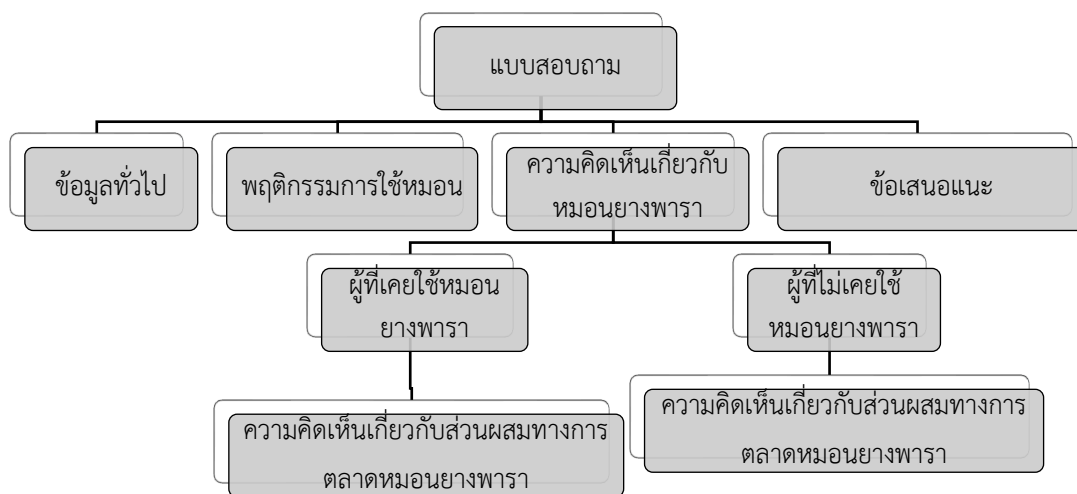 แบบสอบถาม
ข้อมูลทั่วไป
พฤติกรรมการใช้หมอน
ความคิดเห็นเกี่ยวกับ
หมอนยางพารา
ข้อเสนอแนะ
ผู้ที่เคยใช้หมอน
ยางพารา
ผู้ที่ไม่เคยใช้
หมอนยางพารา
ความคิดเห็นเกี่ยวกับส่วนผสมทางการ
ตลาดหมอนยางพารา
ความคิดเห็นเกี่ยวกับส่วนผสมทางการ
ตลาดหมอนยางพารา